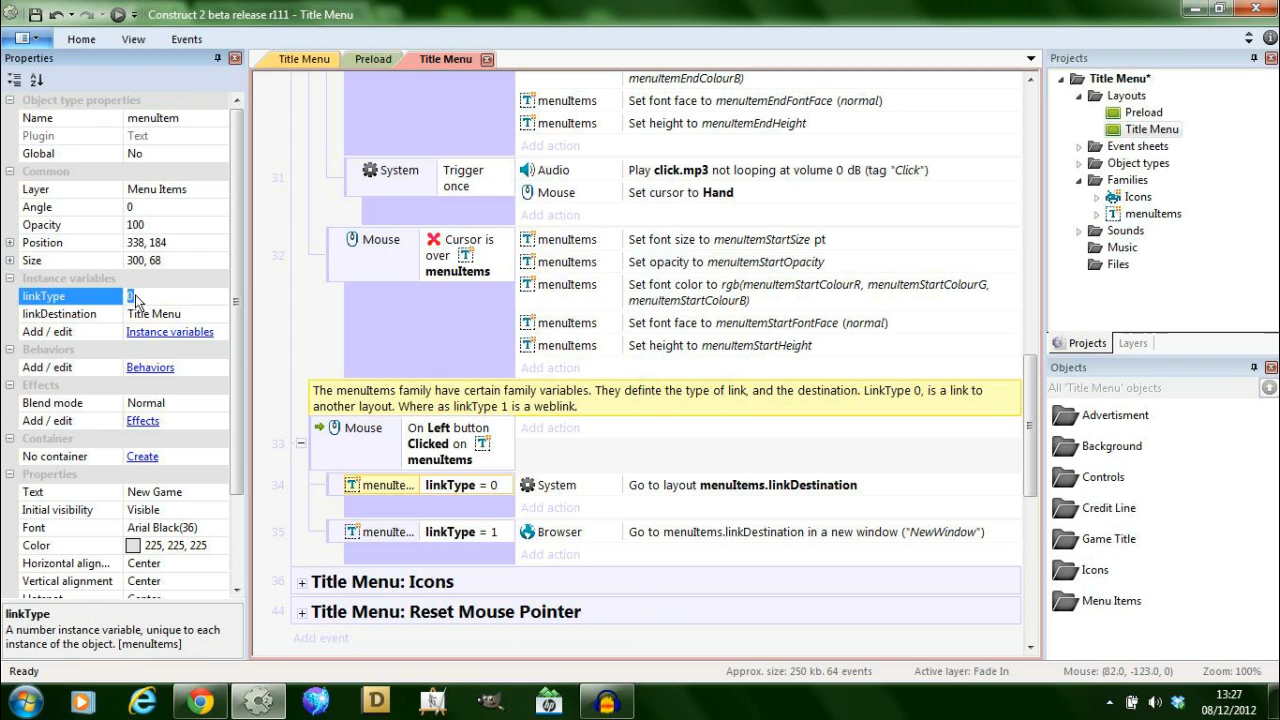 Construct 2 beta release r111 - Title Menu
Home View Events
Properties
Object type properties
Name menuItem
Plugin Text
Global No
Common
Layer Menu Items
Angle 0
Opacity 100
Position 338, 184
Size 300, 68
Instance variables
linkType 0
linkDestination Title Menu
Add / edit Instance variables
Behaviors
Add / edit Behaviors
Effects
Blend mode Normal
Add / edit Effects
Container
No container Create
Properties
Text New Game
Initial visibility Visible
Font Arial Black(36)
Color 225, 225, 225
Horizontal align... Center
Vertical alignment Center
linkType
A number instance variable, unique to each
instance of the object. [menuItems]
Title Menu Preload Title Menu
menuItemEndColourB)
menuItems Set font face to menuItemEndFontFace (normal)
menuItems Set height to menuItemEndHeight
Add action
31 System Trigger once Audio Play click.mp3 not looping at volume 0 dB (tag "Click")
Mouse Set cursor to Hand
Add action
32 Mouse Cursor is over T menuItems
menuItems Set font size to menuItemStartSize pt
menuItems Set opacity to menuItemStartOpacity
menuItems Set font color to rgb(menuItemStartColourR, menuItemStartColourG,
menuItemStartColourB)
menuItems Set font face to menuItemStartFontFace (normal)
menuItems Set height to menuItemStartHeight
Add action
The menuItems family have certain family variables. They definte the type of link, and the destination. LinkType 0, is a link to
another layout. Where as linkType 1 is a weblink.
33 Mouse On Left button Clicked on T menuItems Add action
34 menuIte... linkType = 0 System Go to layout menuItems.linkDestination
Add action
35 menuIte... linkType = 1 Browser Go to menuItems.linkDestination in a new window ("NewWindow")
Add action
36 Title Menu: Icons
44 Title Menu: Reset Mouse Pointer
Add event
Projects
Title Menu*
Layouts
Preload
Title Menu
Event sheets
Object types
Families
Icons
menuItems
Sounds
Music
Files
Projects Layers
Objects
All 'Title Menu' objects
Advertisment
Background
Controls
Credit Line
Game Title
Icons
Menu Items
Ready Approx. size: 250 kb. 64 events Active layer: Fade In Mouse: (82.0, -123.0, 0) Zoom: 100%
13:27
08/12/2012